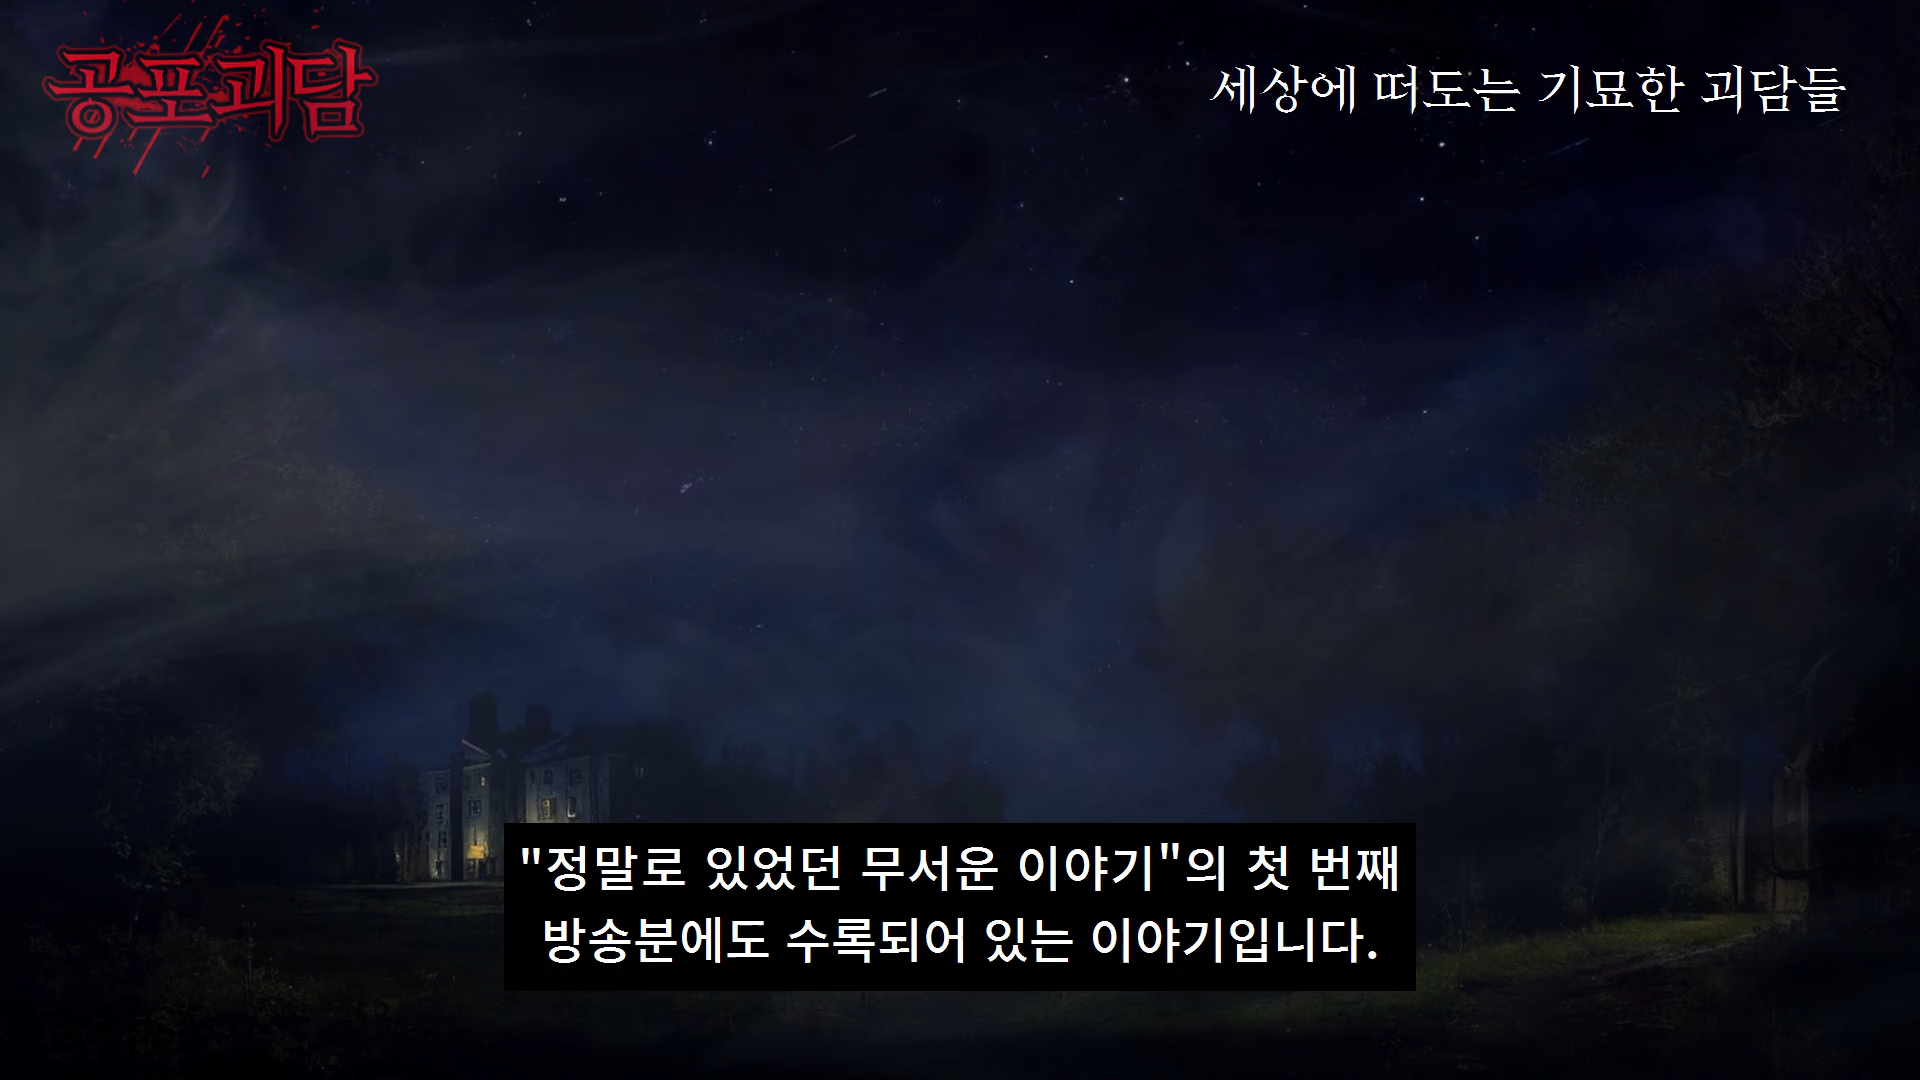 공포괴담
세상에 떠도는 기묘한 괴담들
"정말로 있었던 무서운 이야기"의 첫 번째
방송분에도 수록되어 있는 이야기입니다.